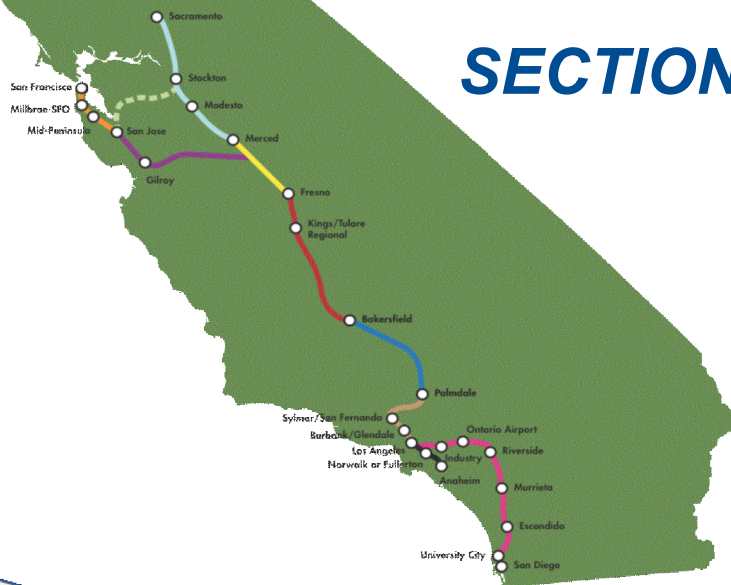 SECTION
Sacramento
Stockton
San Francisco
Modesto
Millbrae-SFO
Mid-Peninsula
San Jose
Merced
Gilroy
Fresno
Kings/Tulare
Regional
Bakersfield
Palmdale
Sylmar/San Fernando
Ontario Airport
Burbank/Glendale
Los Angeles
Riverside
Industry
Norwalk or Fullerton
Anaheim
Murrieta
Escondido
University City
San Diego